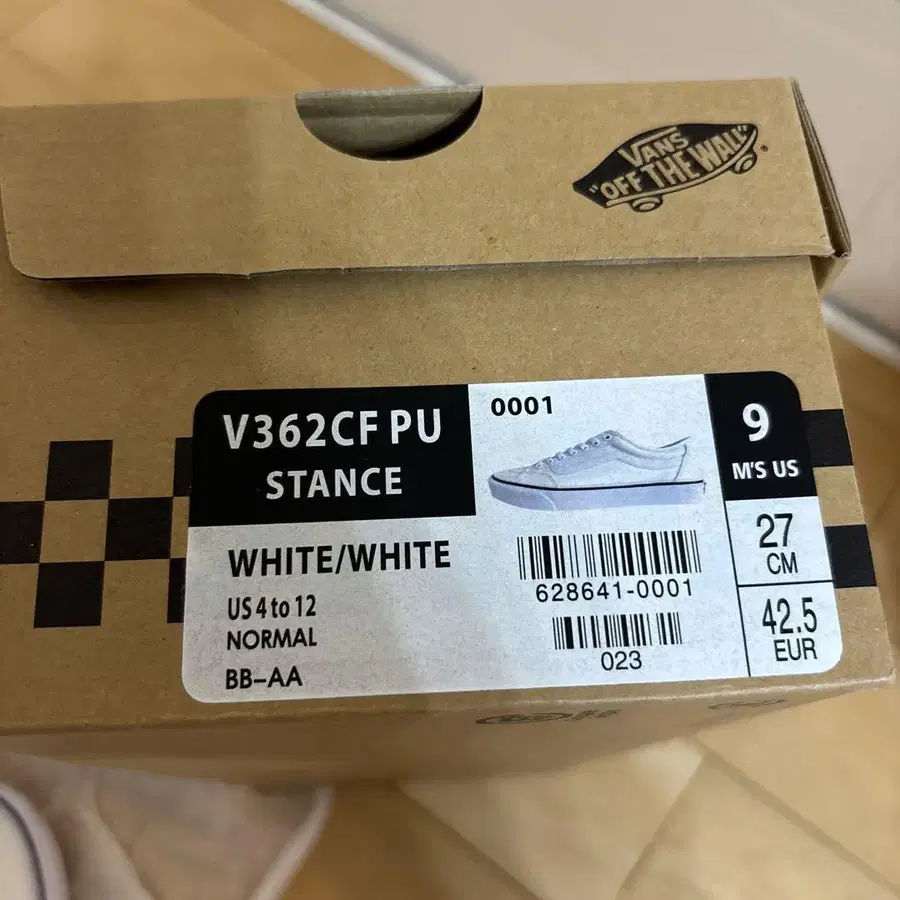 VANS
"OFF THE WALL"
V362CF PU
STANCE
0001
9
M'S US
WHITE/WHITE
US 4 to 12
NORMAL
BB-AA
628641-0001
023
27
CM
42.5
EUR